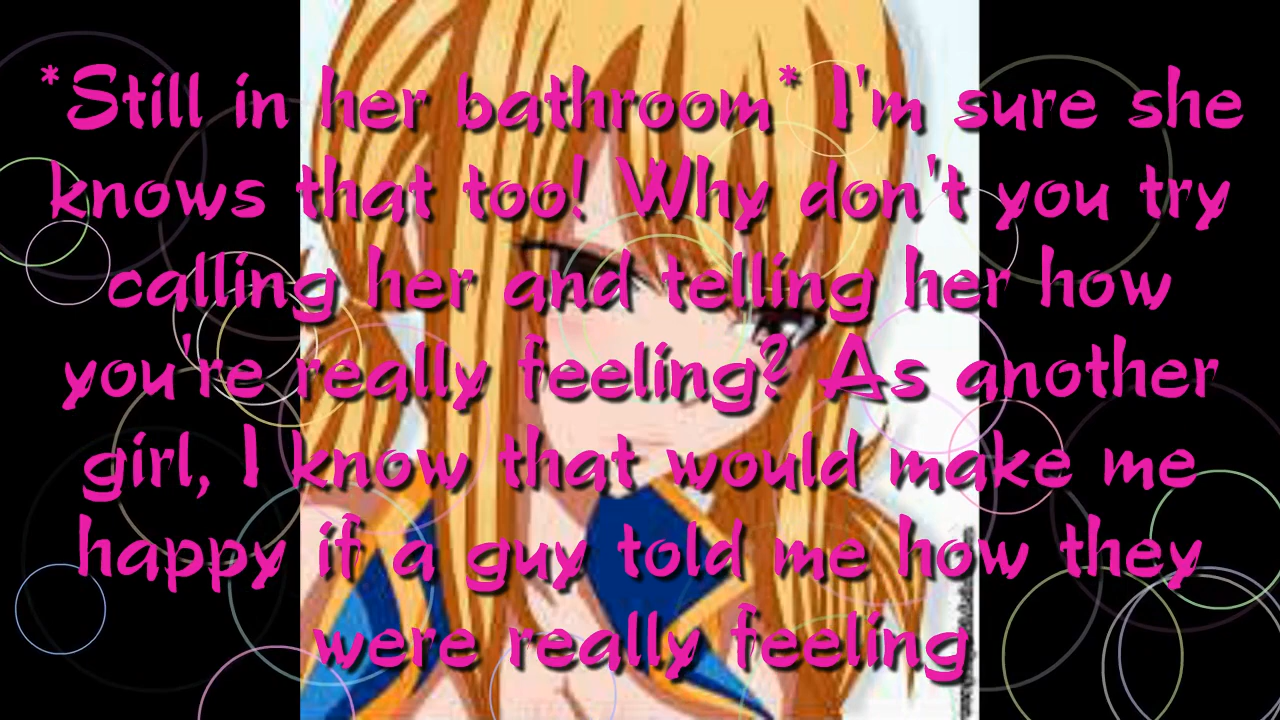 *Still in her bathroom* I'm sure she
knows that too! Why don't you try
calling her and telling her how
you're really feeling? As another
girl, I know that would make me
happy if a guy told me how they
were really feeling